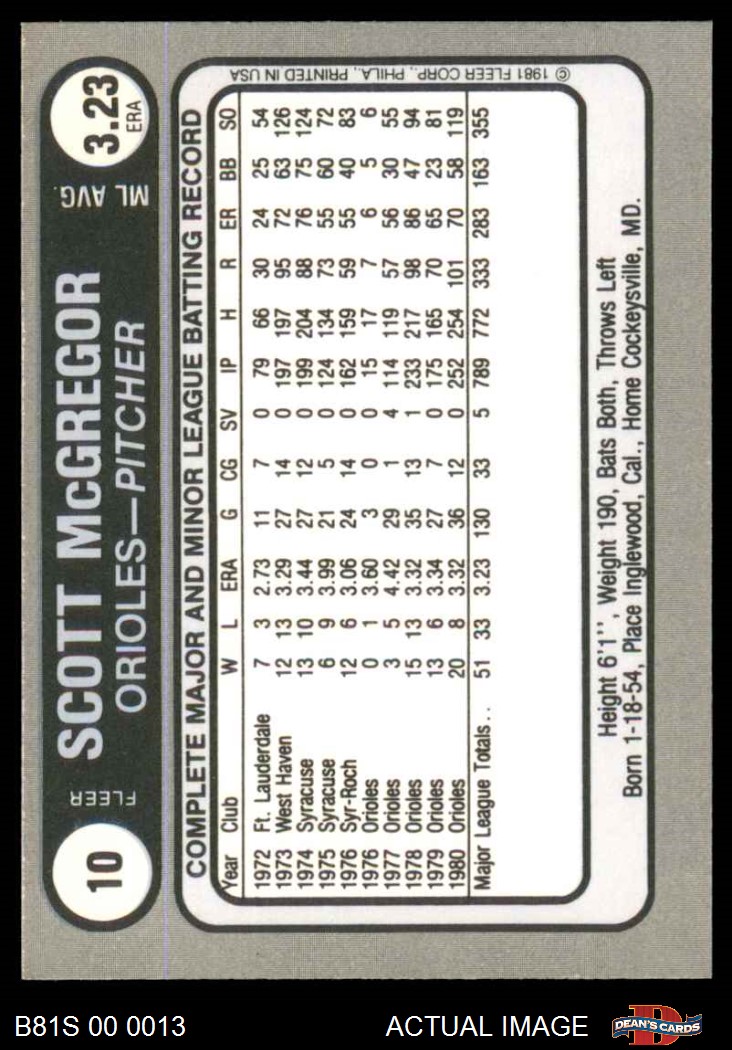 10
FLEER
SCOTT McGREGOR
ORIOLES—PITCHER
ML AVG. 3.23
ERA
COMPLETE MAJOR AND MINOR LEAGUE BATTING RECORD
Year Club W L ERA G CG SV IP H R ER BB SO
1972 Ft. Lauderdale 7 3 2.73 11 7 0 79 66 30 24 25 54
1973 West Haven 12 13 3.29 27 14 0 197 197 95 72 63 126
1974 Syracuse 13 10 3.44 27 12 0 199 204 88 76 75 124
1975 Syracuse 6 9 3.99 21 5 0 124 134 73 55 60 72
1976 Syr-Roch 12 6 3.06 24 14 0 162 159 59 55 40 83
1976 Orioles 0 1 3.60 3 0 0 15 17 7 6 5 6
1977 Orioles 3 5 4.42 29 1 4 114 119 57 56 30 55
1978 Orioles 15 13 3.32 35 13 1 233 217 98 86 47 94
1979 Orioles 13 6 3.34 27 7 0 175 165 70 65 23 81
1980 Orioles 20 8 3.32 36 12 0 252 254 101 70 58 119
Major League Totals.. 51 33 3.23 130 33 5 789 772 333 283 163 355
Height 6'1'', Weight 190, Bats Both, Throws Left
Born 1-18-54, Place Inglewood, Cal., Home Cockeysville, MD.
© 1981 FLEER CORP., PHILA., PRINTED IN USA
B81S 00 0013
ACTUAL IMAGE
D
DEAN'S CARDS